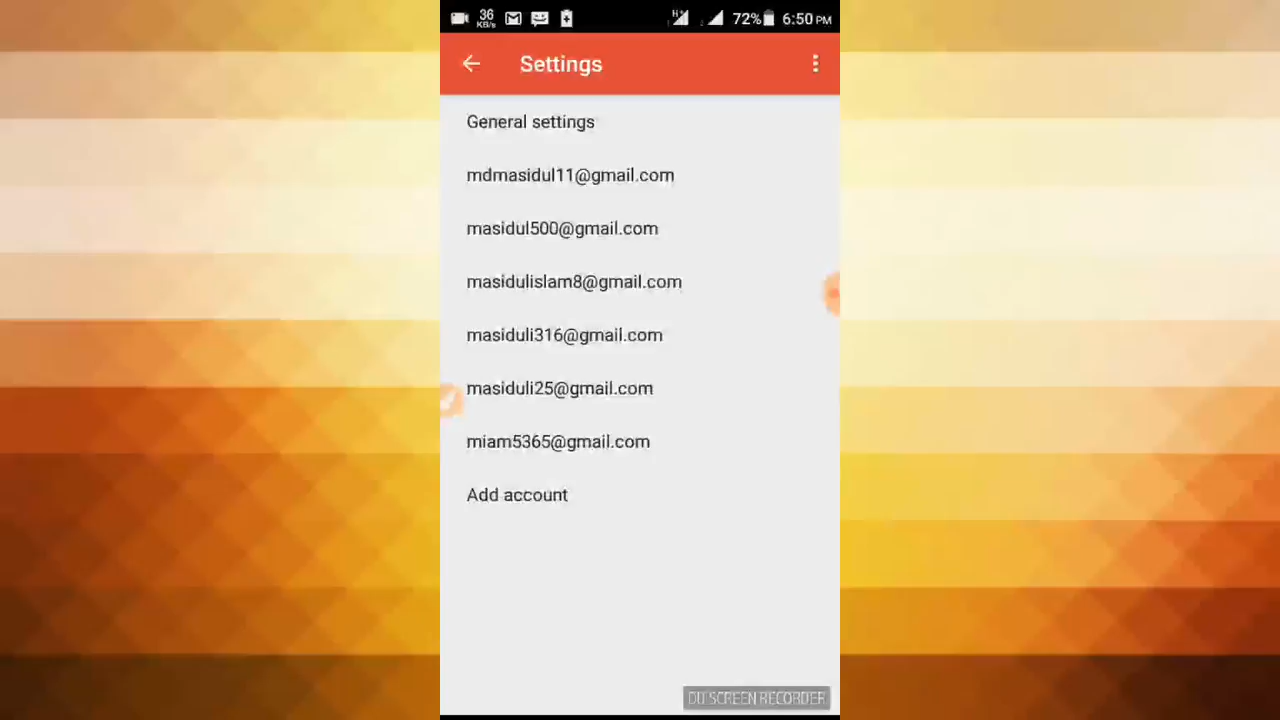 36 KB/s H+ 72% 6:50 PM
Settings
General settings
mdmasidul11@gmail.com
masidul500@gmail.com
masidulislam8@gmail.com
masiduli316@gmail.com
masiduli25@gmail.com
miam5365@gmail.com
Add account
DU SCREEN RECORDER